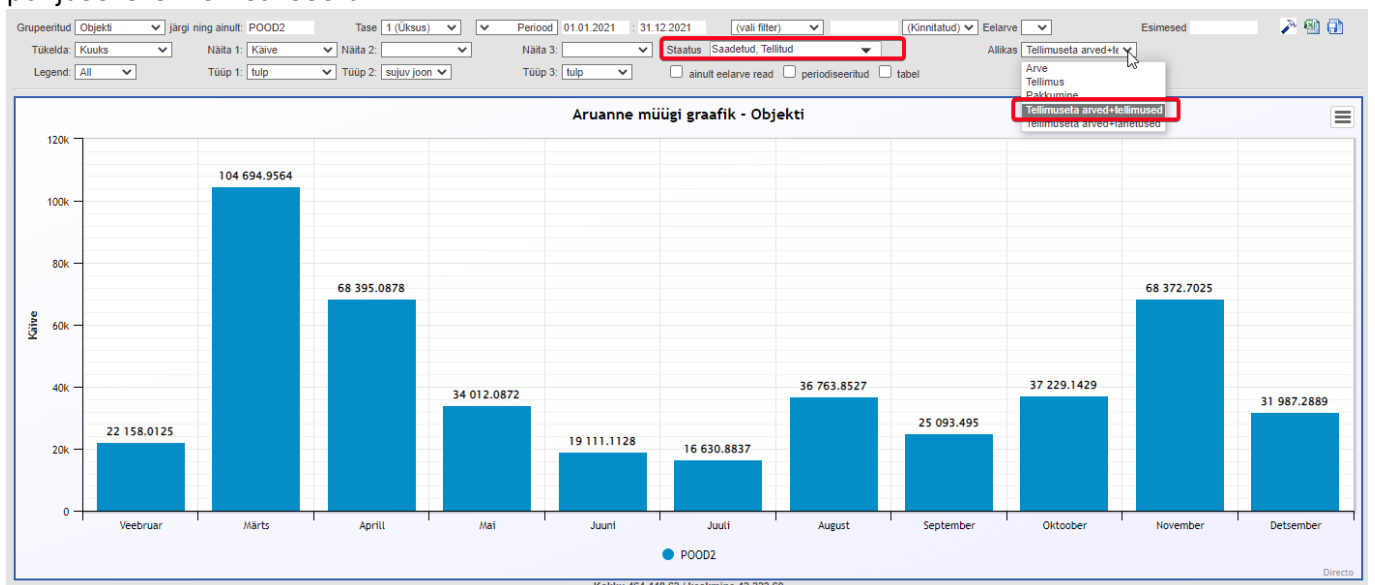 Grupeeritud Objekti järgi ning ainult: POOD2 Tase 1 (Üksus) Periood 01.01.2021 : 31.12.2021 (vali filter) (Kinnitatud) Eelarve Esimesed
Tükelda: Kuuks Näita 1: Käive Näita 2: Näita 3: Staatus Saadetud, Tellitud Allikas Tellimuseta arved+te
Legend: All Tüüp 1: tulp Tüüp 2: sujuv joon Tüüp 3: tulp ainult eelarve read periodiseeritud tabel
Arve
Tellimus
Pakkumine
Tellimuseta arved+tellimused
Tellimuseta arved+lähetused
Aruanne müügi graafik - Objekti
120k
100k
80k
60k
40k
20k
0
Käive
22 158.0125
104 694.9564
68 395.0878
34 012.0872
19 111.1128
16 630.8837
36 763.8527
25 093.495
37 229.1429
68 372.7025
31 987.2889
Veebruar Märts Aprill Mai Juuni Juuli August September Oktoober November Detsember
POOD2
Directo